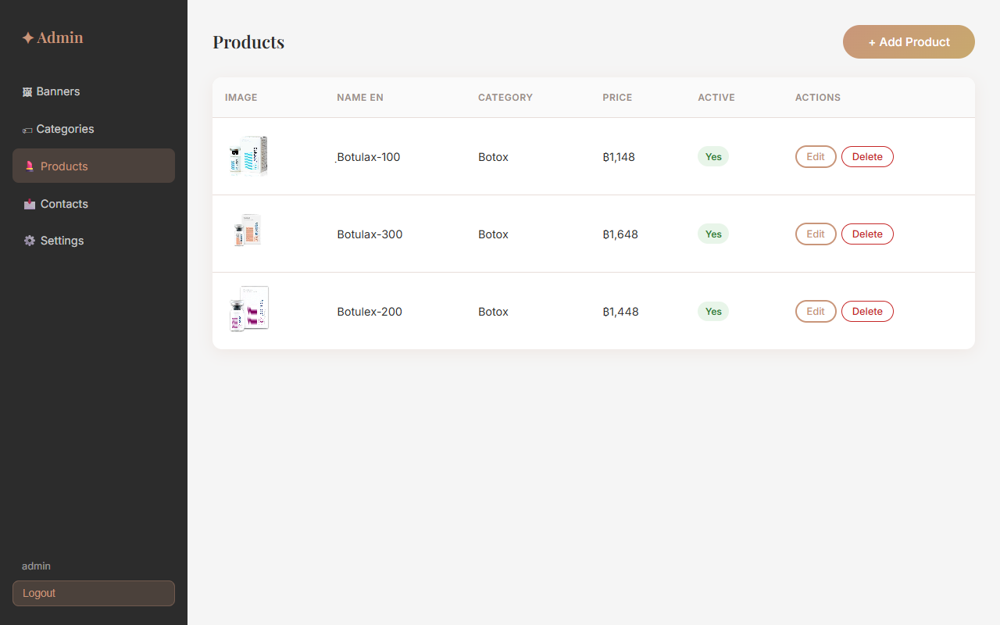 ✦ Admin
Banners
Categories
Products
Contacts
Settings
admin
Logout
Products
+ Add Product
IMAGE NAME EN CATEGORY PRICE ACTIVE ACTIONS
ฺBotulax-100 Botox ฿1,148 Yes Edit Delete
Botulax-300 Botox ฿1,648 Yes Edit Delete
Botulex-200 Botox ฿1,448 Yes Edit Delete